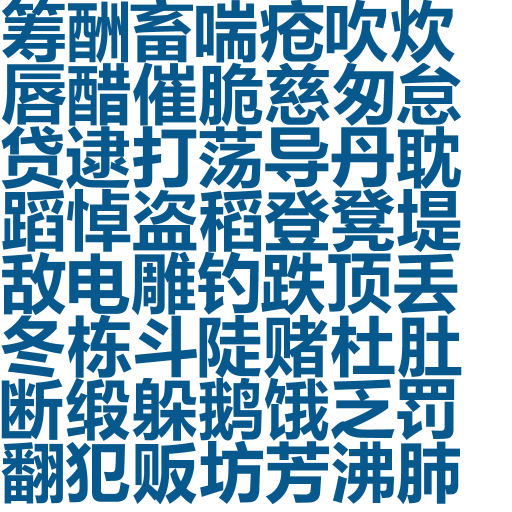 筹酬畜喘疮吹炊
唇醋催脆慈匆怠
贷逮打荡导丹耽
蹈悼盗稻登凳堤
敌电雕钓跌顶丢
冬栋斗陡赌杜肚
断缎躲鹅饿乏罚
翻犯贩坊芳沸肺